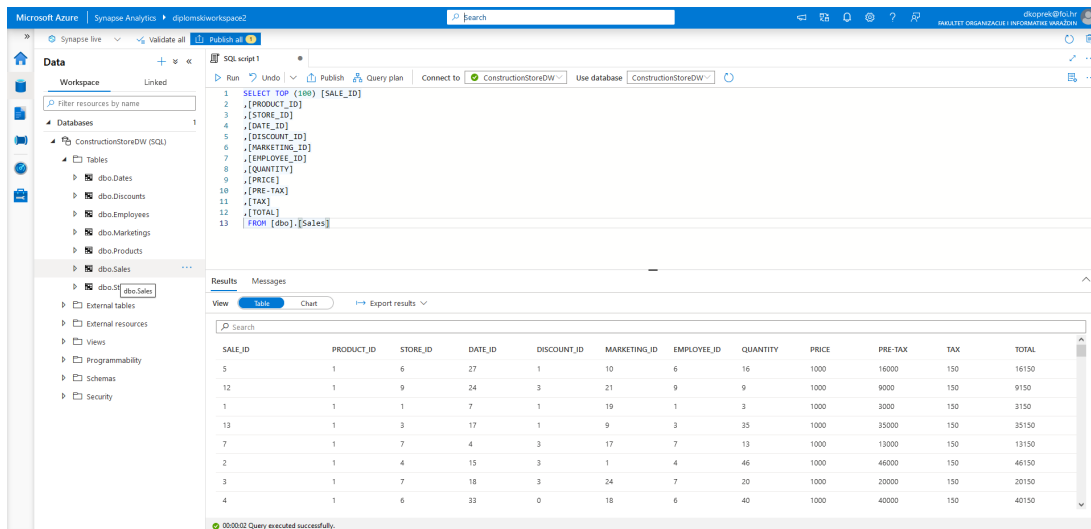 Microsoft Azure Synapse Analytics diplomskiworkspace2 Search dkoprek@foi.hr
FAKULTET ORGANIZACIJE I INFORMATIKE VARAŽDIN
Synapse live Validate all Publish all 1
Data
Workspace Linked
Filter resources by name
Databases 1
ConstructionStoreDW (SQL)
Tables
dbo.Dates
dbo.Discounts
dbo.Employees
dbo.Marketings
dbo.Products
dbo.Sales
dbo.St
dbo.Sales
External tables
External resources
Views
Programmability
Schemas
Security
SQL script 1
Run Undo Publish Query plan Connect to ConstructionStoreDW Use database ConstructionStoreDW
1 SELECT TOP (100) [SALE_ID]
2 ,[PRODUCT_ID]
3 ,[STORE_ID]
4 ,[DATE_ID]
5 ,[DISCOUNT_ID]
6 ,[MARKETING_ID]
7 ,[EMPLOYEE_ID]
8 ,[QUANTITY]
9 ,[PRICE]
10 ,[PRE-TAX]
11 ,[TAX]
12 ,[TOTAL]
13 FROM [dbo].[Sales]
Results Messages
View Table Chart Export results
Search
SALE_ID PRODUCT_ID STORE_ID DATE_ID DISCOUNT_ID MARKETING_ID EMPLOYEE_ID QUANTITY PRICE PRE-TAX TAX TOTAL
5 1 6 27 1 10 6 16 1000 16000 150 16150
12 1 9 24 3 21 9 9 1000 9000 150 9150
1 1 1 7 1 19 1 3 1000 3000 150 3150
13 1 3 17 1 9 3 35 1000 35000 150 35150
7 1 7 4 3 17 7 13 1000 13000 150 13150
2 1 4 15 3 1 4 46 1000 46000 150 46150
3 1 7 18 3 24 7 20 1000 20000 150 20150
4 1 6 33 0 18 6 40 1000 40000 150 40150
00:00:02 Query executed successfully.